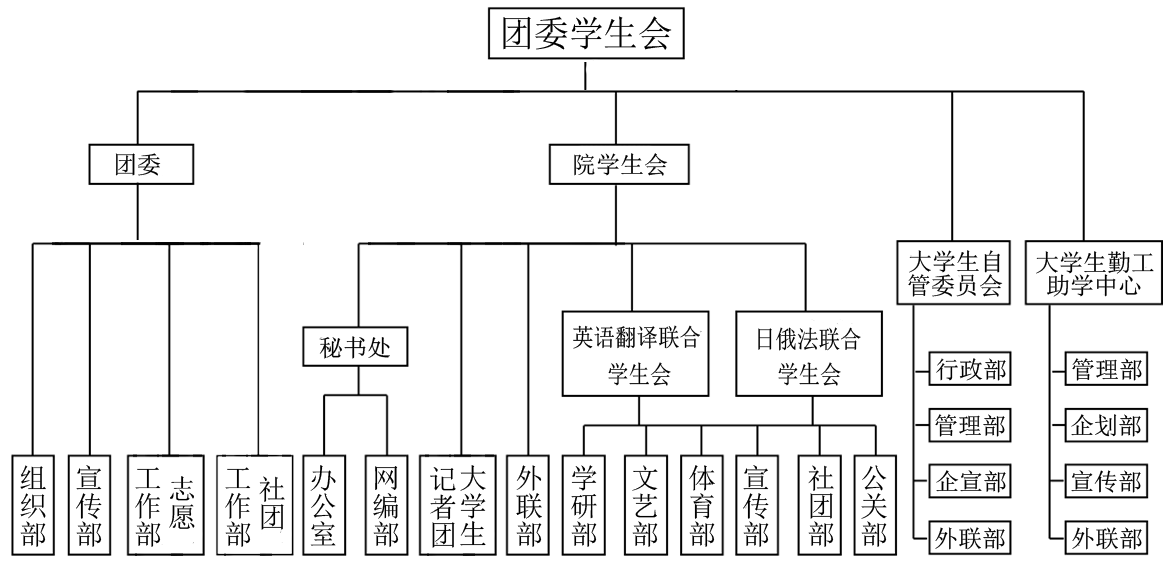 团委学生会
团委
院学生会
大学生自
管委员会
大学生勤工
助学中心
秘书处
英语翻译联合
学生会
日俄法联合
学生会
行政部
管理部
企宣部
外联部
管理部
企划部
宣传部
外联部
组织部
宣传部
志愿
工作部
社团
工作部
办公室
网编部
大学生
记者团
外联部
学研部
文艺部
体育部
宣传部
社团部
公关部